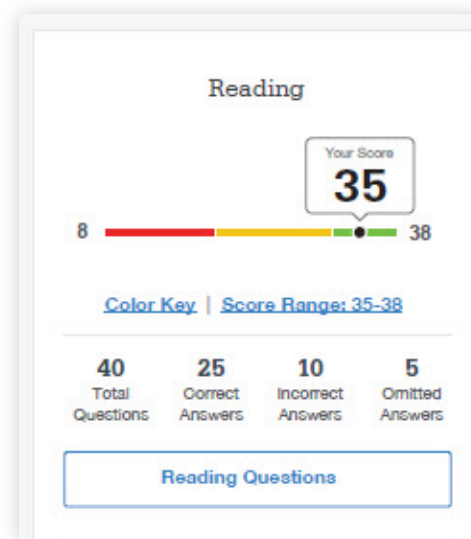 Reading
Your Score
35
8
38
Color Key | Score Range: 35-38
40 25 10 5
Total Correct Incorrect Omitted
Questions Answers Answers Answers
Reading Questions